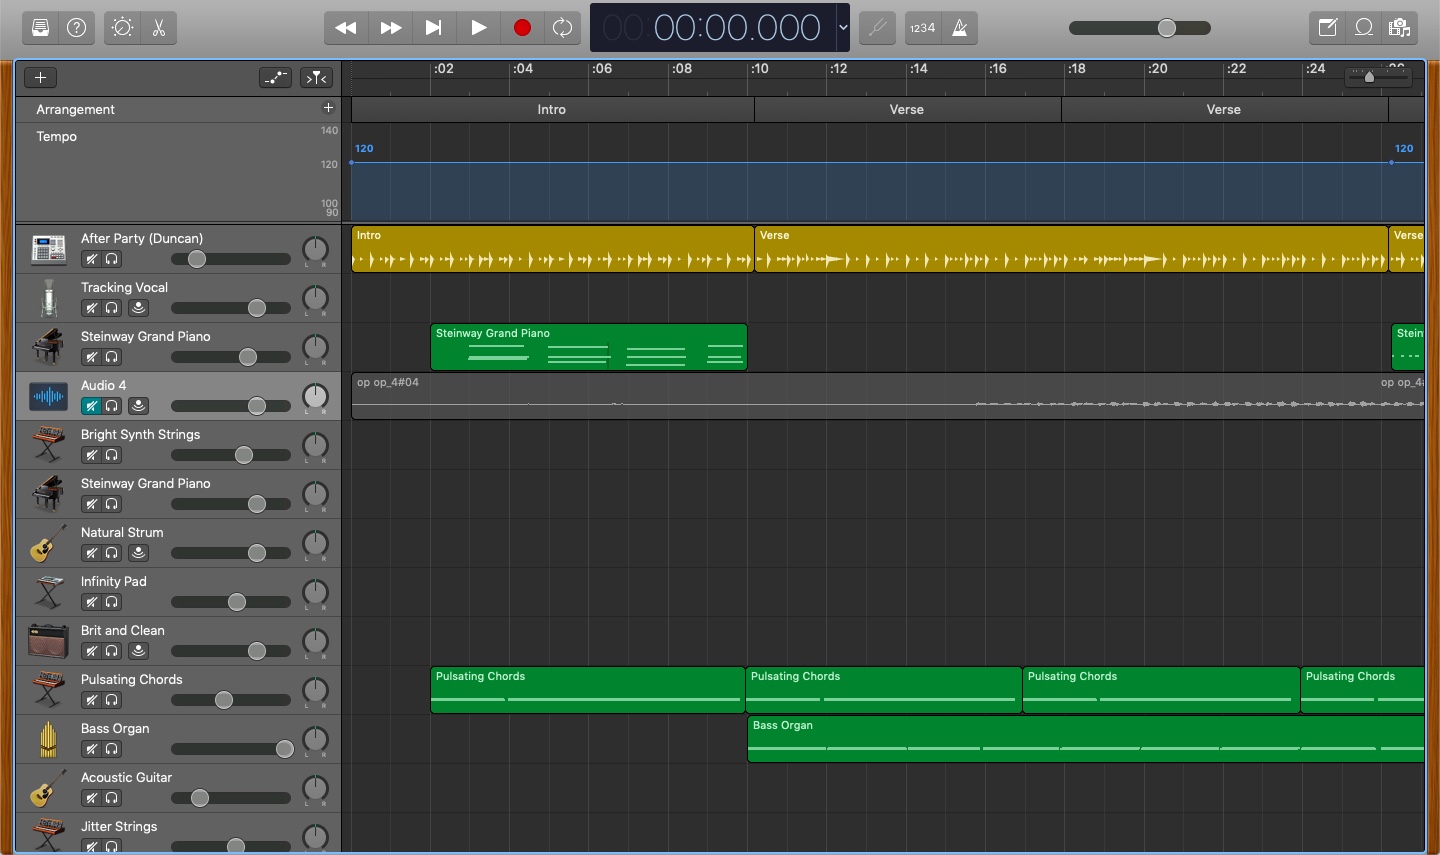 00:00:00.000
1234
:02 :04 :06 :08 :10 :12 :14 :16 :18 :20 :22 :24
Arrangement
Intro Verse Verse
Tempo
140
120
100
90
120 120
After Party (Duncan)
L R
Intro Verse Verse
Tracking Vocal
L R
Steinway Grand Piano
L R
Steinway Grand Piano Stein
Audio 4
L R
op op_4#04 op op_4
Bright Synth Strings
L R
Steinway Grand Piano
L R
Natural Strum
L R
Infinity Pad
L R
Brit and Clean
L R
Pulsating Chords
L R
Pulsating Chords Pulsating Chords Pulsating Chords Pulsating Chords
Bass Organ
L R
Bass Organ
Acoustic Guitar
L R
Jitter Strings